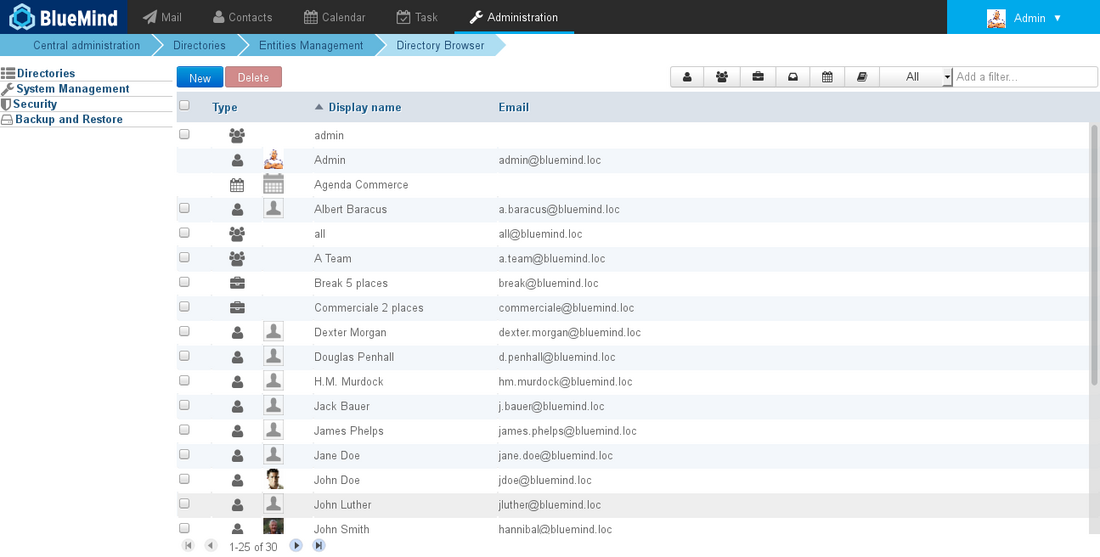 BlueMind Mail Contacts Calendar Task Administration Admin
Central administration Directories Entities Management Directory Browser
Directories
System Management
Security
Backup and Restore
New Delete All Add a filter...
Type Display name Email
admin
Admin admin@bluemind.loc
Agenda Commerce
Albert Baracus a.baracus@bluemind.loc
all all@bluemind.loc
A Team a.team@bluemind.loc
Break 5 places break@bluemind.loc
Commerciale 2 places commerciale@bluemind.loc
Dexter Morgan dexter.morgan@bluemind.loc
Douglas Penhall d.penhall@bluemind.loc
H.M. Murdock hm.murdock@bluemind.loc
Jack Bauer j.bauer@bluemind.loc
James Phelps james.phelps@bluemind.loc
Jane Doe jane.doe@bluemind.loc
John Doe jdoe@bluemind.loc
John Luther jluther@bluemind.loc
John Smith hannibal@bluemind.loc
1-25 of 30